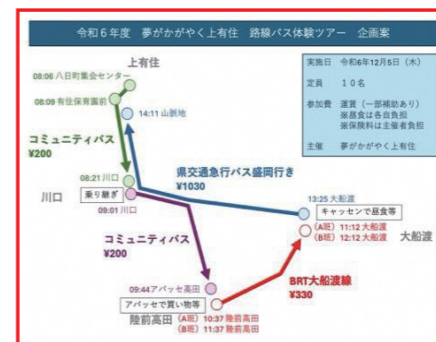 令和６年度　夢がかがやく上有住　路線バス体験ツアー　企画案
実施日　令和6年12月5日（木）
定員　１０名
参加費　運賃（一部補助あり）
※昼食は各自負担
※保険料は主催者負担
主催　夢がかがやく上有住
上有住
08:06 八日町集会センター
08:09 有住保育園前
14:11 山脈地
コミュニティバス
¥200
県交通急行バス盛岡行き
¥1030
08:21 川口
川口
乗り継ぎ
09:01 川口
13:25 大船渡
キャッセンで昼食等
(A班) 11:12 大船渡
(B班) 12:12 大船渡
大船渡
コミュニティバス
¥200
BRT大船渡線
¥330
09:44アバッセ高田
アバッセで買い物等
陸前高田
(A班) 10:37 陸前高田
(B班) 11:37 陸前高田